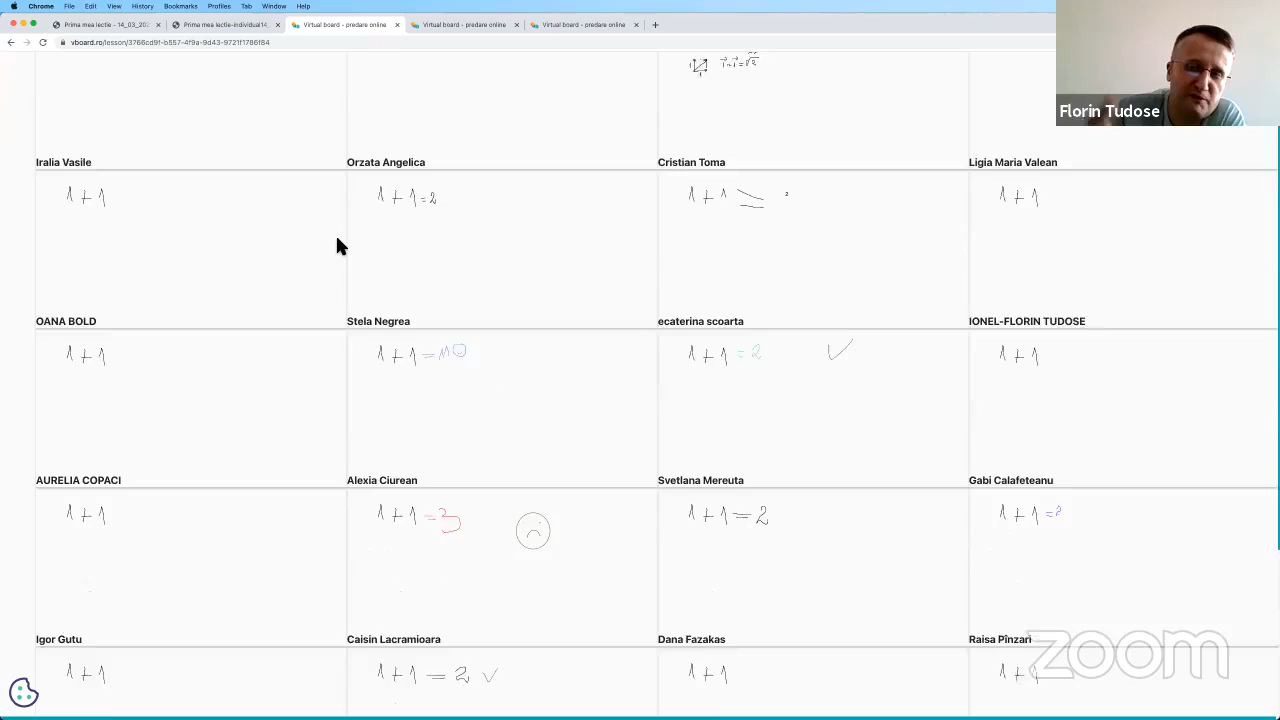 Chrome File Edit View History Bookmarks Profiles Tab Window Help
Prima mea lectie - 14_03_202 Prima mea lectie-individual14_ Virtual board - predare online Virtual board - predare online Virtual board - predare online
vboard.ro/lesson/3766cd9f-b557-4f9a-9d43-9721f1786f84
Florin Tudose
Iralia Vasile Orzata Angelica Cristian Toma Ligia Maria Valean
1+1 1+1=2 1+1 = 2 1+1
OANA BOLD Stela Negrea ecaterina scoarta IONEL-FLORIN TUDOSE
1+1 1+1= 1+1 =2 1+1
AURELIA COPACI Alexia Ciurean Svetlana Mereuta Gabi Calafeteanu
1+1 1+1=3 1+1=2 1+1=2
Igor Gutu Caisin Lacramioara Dana Fazakas Raisa Pînzari
1+1 1+1=2 1+1 1+1
zoom